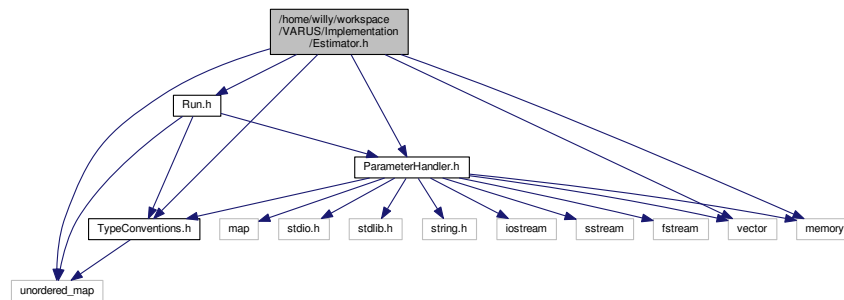 /home/willy/workspace
/VARUS/Implementation
/Estimator.h
Run.h
ParameterHandler.h
TypeConventions.h
map
stdio.h
stdlib.h
string.h
iostream
sstream
fstream
vector
memory
unordered_map